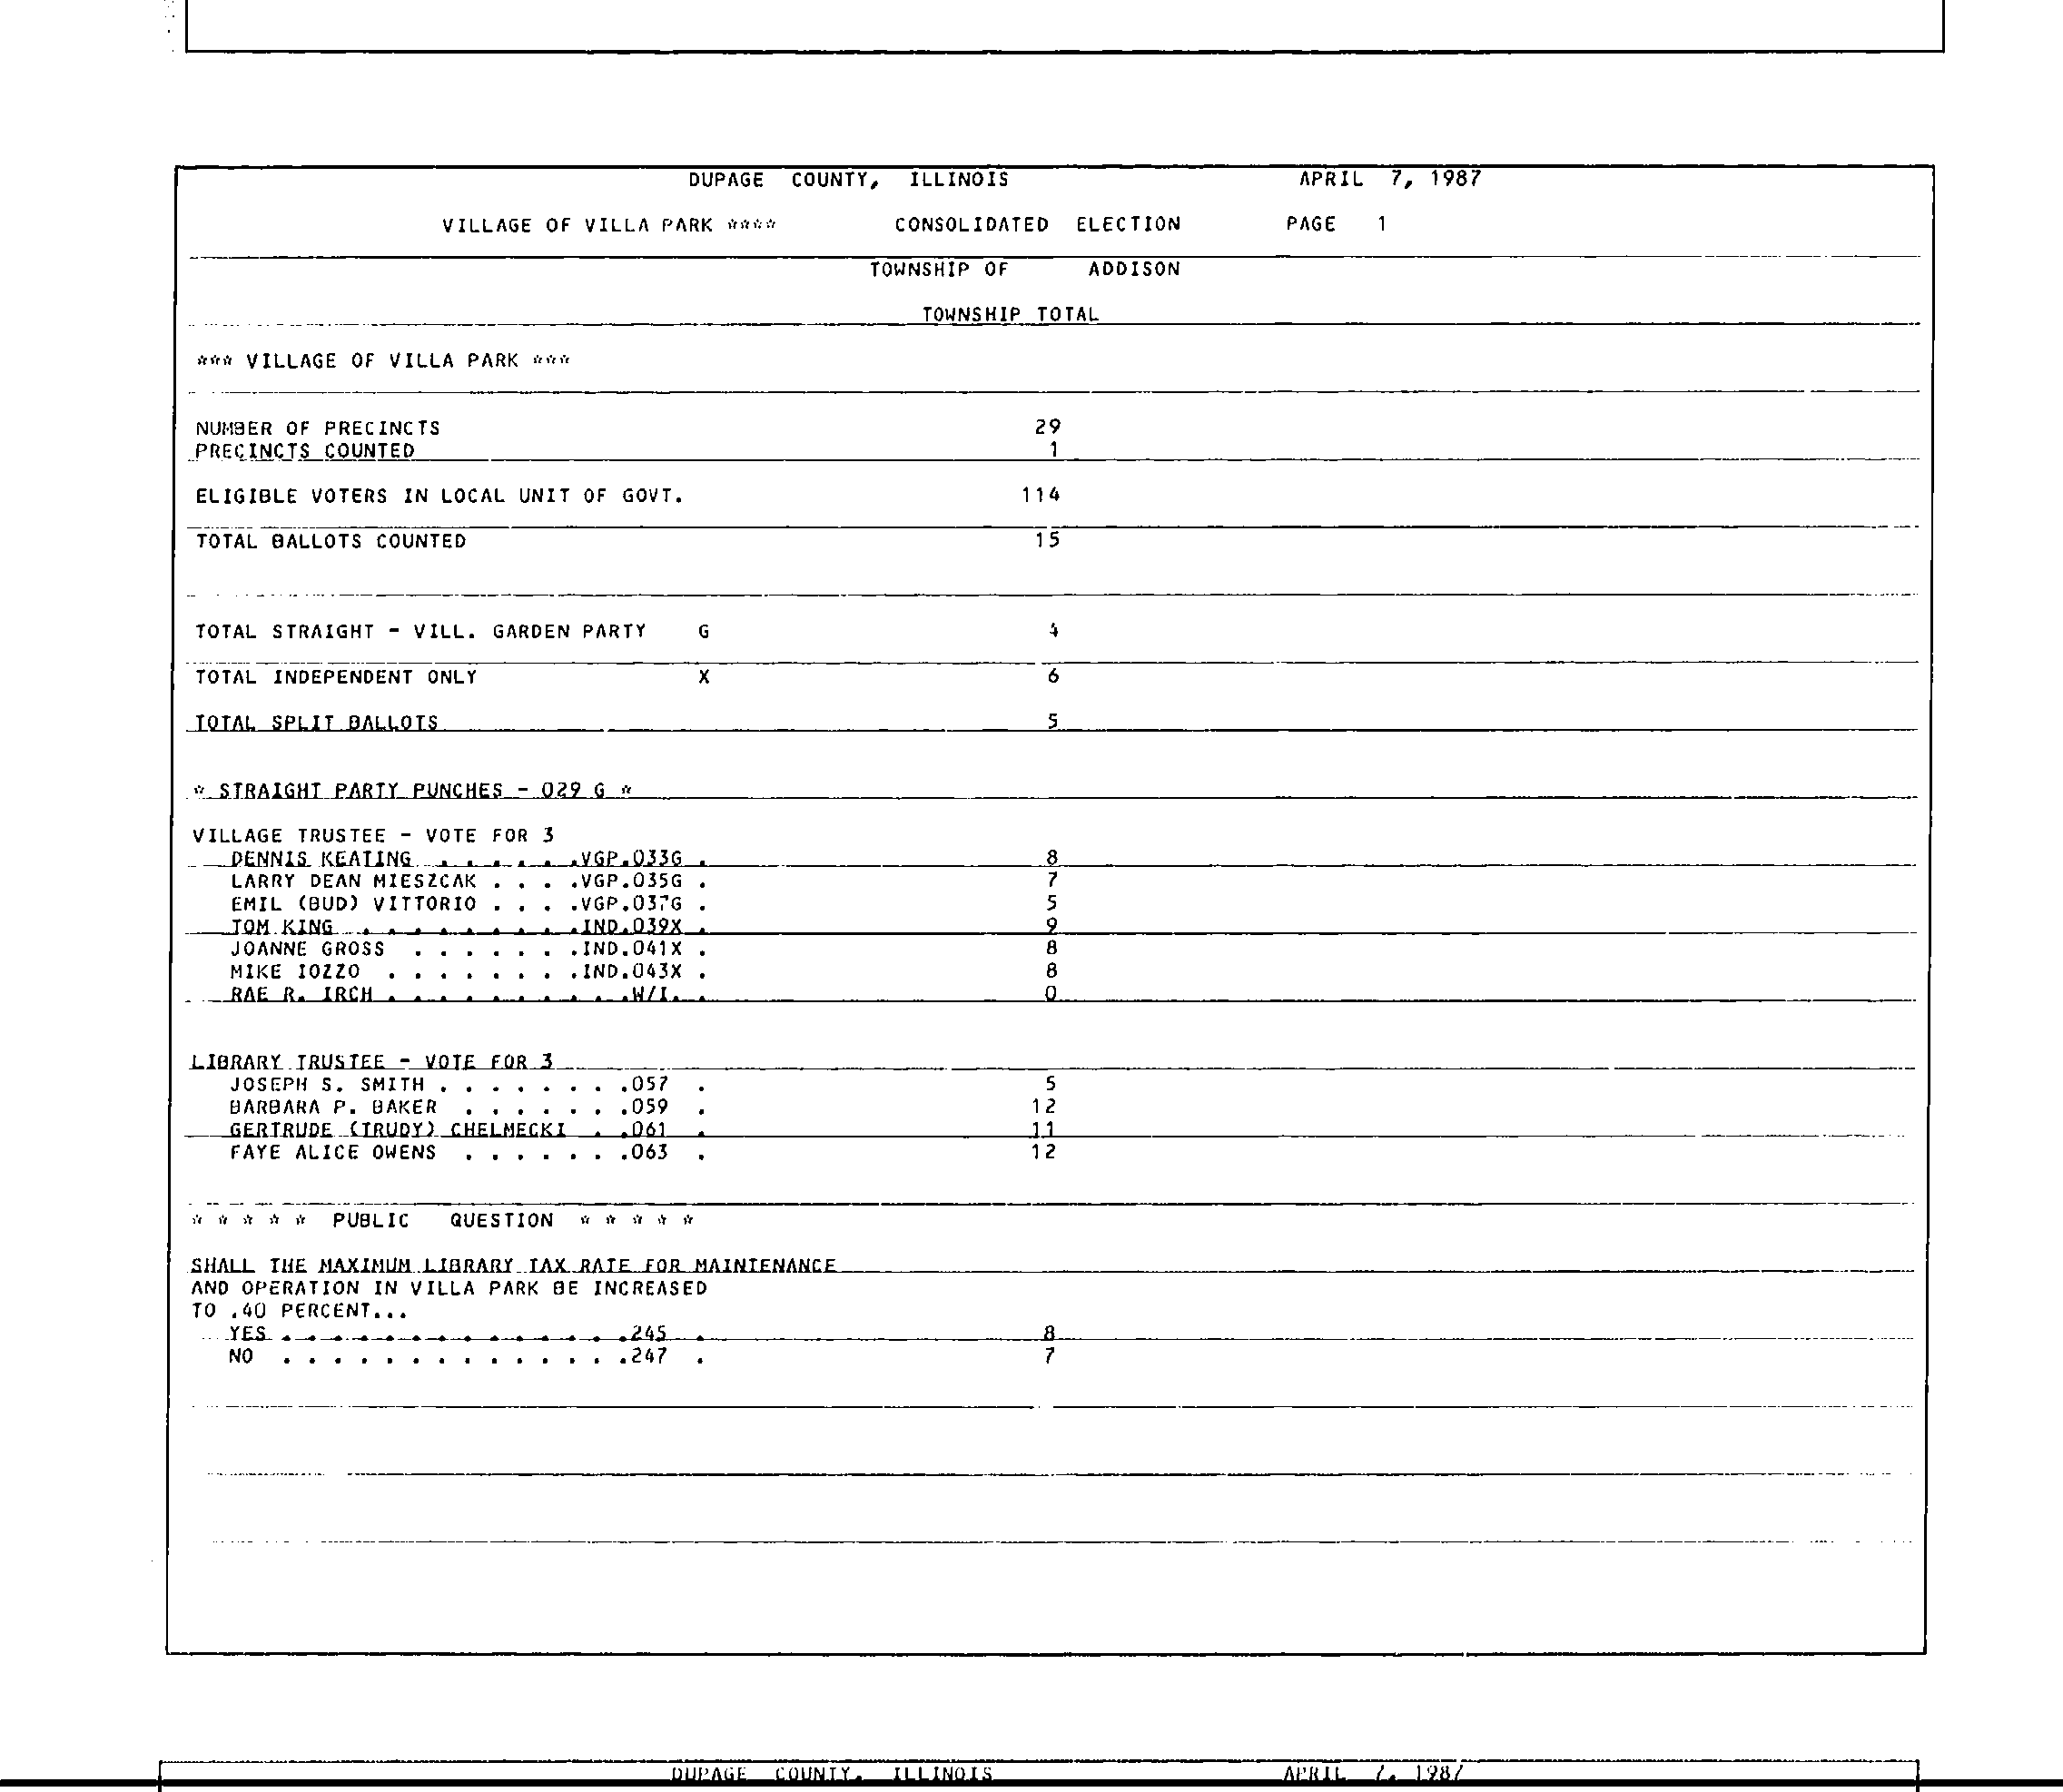 DUPAGE COUNTY, ILLINOIS APRIL 7, 1987
VILLAGE OF VILLA PARK **** CONSOLIDATED ELECTION PAGE 1
TOWNSHIP OF ADDISON
TOWNSHIP TOTAL
*** VILLAGE OF VILLA PARK ***
NUMBER OF PRECINCTS 29
PRECINCTS COUNTED 1
ELIGIBLE VOTERS IN LOCAL UNIT OF GOVT. 114
TOTAL BALLOTS COUNTED 15
TOTAL STRAIGHT - VILL. GARDEN PARTY G 4
TOTAL INDEPENDENT ONLY X 6
TOTAL SPLIT BALLOTS 5
* STRAIGHT PARTY PUNCHES - 029 G *
VILLAGE TRUSTEE - VOTE FOR 3
DENNIS KEATING . . . . . .VGP.033G . 8
LARRY DEAN MIESZCAK . . . .VGP.035G . 7
EMIL (BUD) VITTORIO . . . .VGP.037G . 5
TOM KING . . . . . . . . .IND.039X . 9
JOANNE GROSS . . . . . . .IND.041X . 8
MIKE IOZZO . . . . . . . .IND.043X . 8
RAE R. IRCH . . . . . . . . . .W/I. . 0
LIBRARY TRUSTEE - VOTE FOR 3
JOSEPH S. SMITH . . . . . . . .057 . 5
BARBARA P. BAKER . . . . . . .059 . 12
GERTRUDE (TRUDY) CHELMECKI . .061 . 11
FAYE ALICE OWENS . . . . . . .063 . 12
* * * * * PUBLIC QUESTION * * * * *
SHALL THE MAXIMUM LIBRARY TAX RATE FOR MAINTENANCE
AND OPERATION IN VILLA PARK BE INCREASED
TO .40 PERCENT...
YES . . . . . . . . . . . . . .245 . 8
NO . . . . . . . . . . . . . .247 . 7
DUPAGE COUNTY, ILLINOIS APRIL 7, 1987